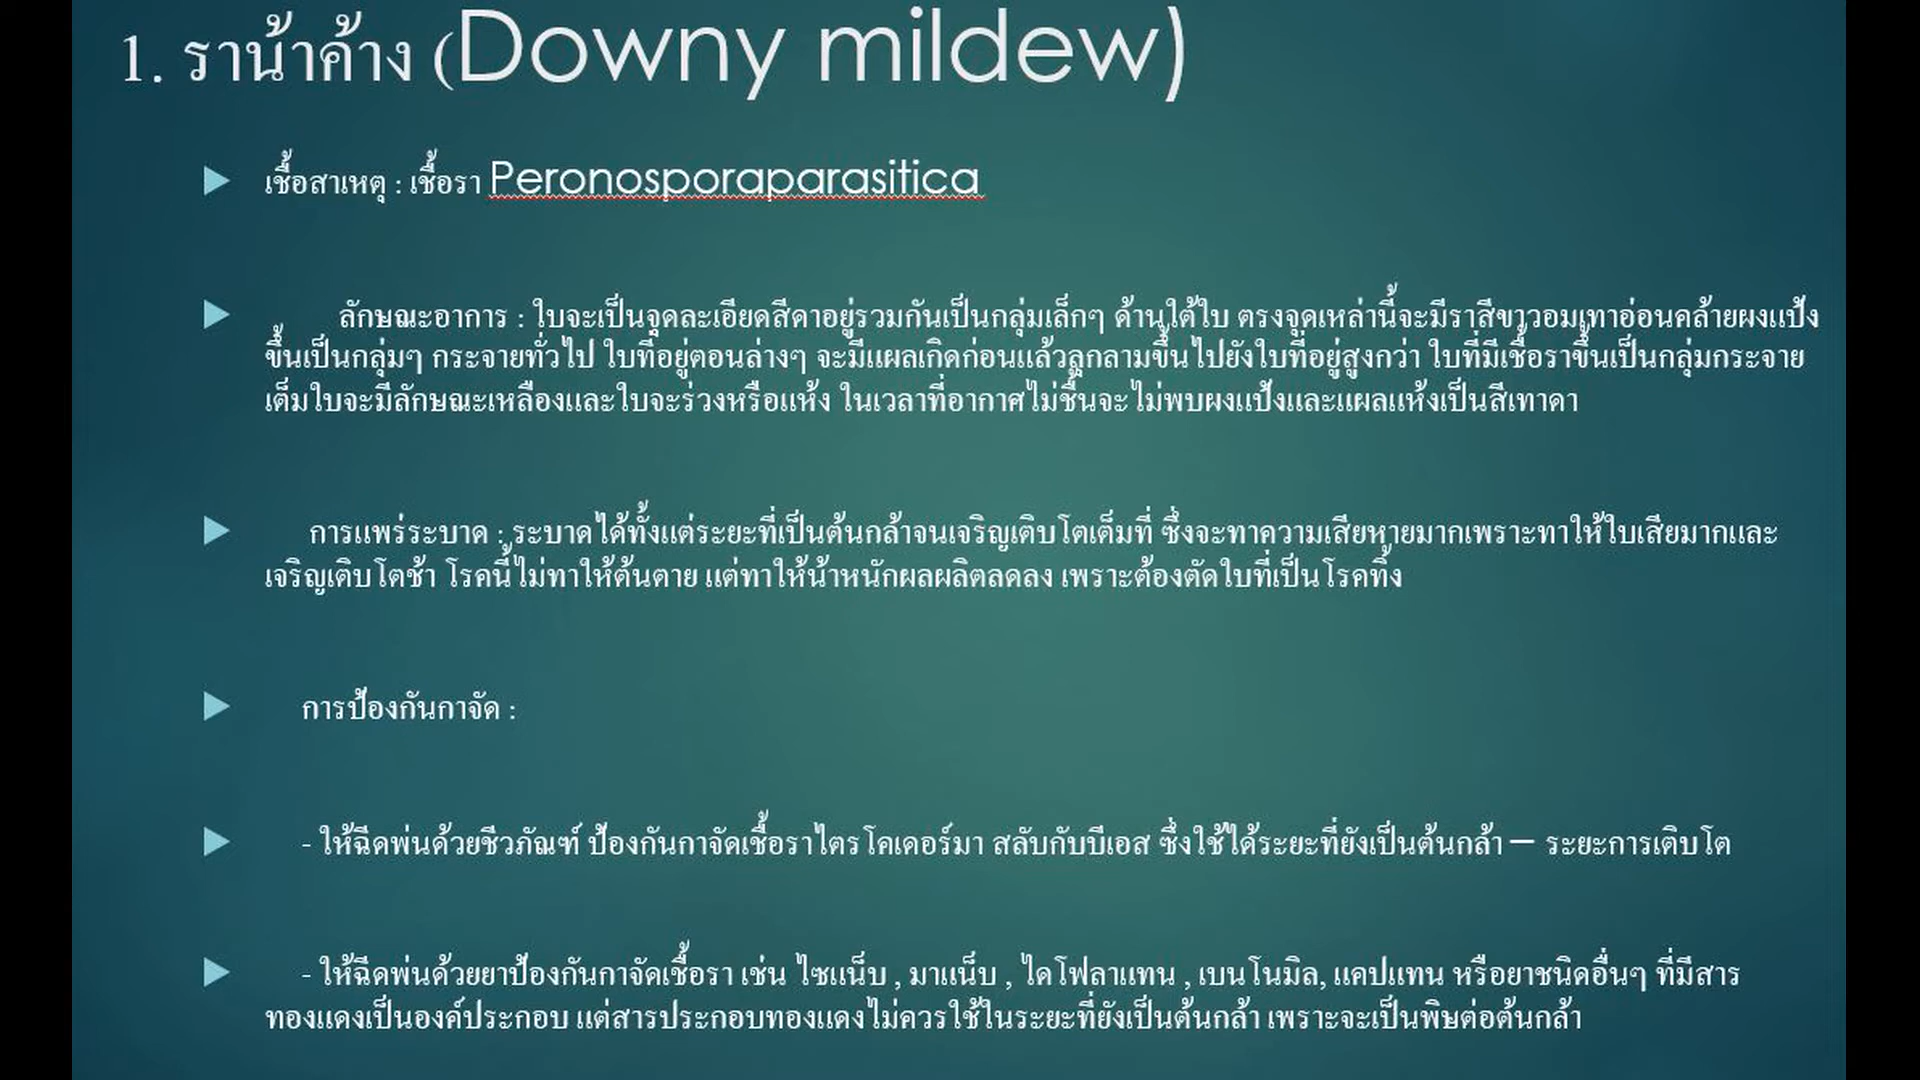 1. ราน้าค้าง (Downy mildew)
เชื้อสาเหตุ : เชื้อรา Peronosporaparasitica
ลักษณะอาการ : ใบจะเป็นจุดละเอียดสีดาอยู่รวมกันเป็นกลุ่มเล็กๆ ด้านใต้ใบ ตรงจุดเหล่านี้จะมีราสีขาวอมเทาอ่อนคล้ายผงแป้ง
ขึ้นเป็นกลุ่มๆ กระจายทั่วไป ใบที่อยู่ตอนล่างๆ จะมีแผลเกิดก่อนแล้วลุกลามขึ้นไปยังใบที่อยู่สูงกว่า ใบที่มีเชื้อราขึ้นเป็นกลุ่มกระจาย
เต็มใบจะมีลักษณะเหลืองและใบจะร่วงหรือแห้ง ในเวลาที่อากาศไม่ชื้นจะไม่พบผงแป้งและแผลแห้งเป็นสีเทาดา
การแพร่ระบาด : ระบาดได้ทั้งแต่ระยะที่เป็นต้นกล้าจนเจริญเติบโตเต็มที่ ซึ่งจะทาความเสียหายมากเพราะทาให้ใบเสียมากและ
เจริญเติบโตช้า โรคนี้ไม่ทาให้ต้นตาย แต่ทาให้น้าหนักผลผลิตลดลง เพราะต้องตัดใบที่เป็นโรคทิ้ง
การป้องกันกาจัด :
- ให้ฉีดพ่นด้วยชีวภัณฑ์ ป้องกันกาจัดเชื้อราไตรโคเดอร์มา สลับกับบีเอส ซึ่งใช้ได้ระยะที่ยังเป็นต้นกล้า – ระยะการเติบโต
- ให้ฉีดพ่นด้วยยาป้องกันกาจัดเชื้อรา เช่น ไซแน็บ , มาแน็บ , ไดโฟลาแทน , เบนโนมิล, แคปแทน หรือยาชนิดอื่นๆ ที่มีสาร
ทองแดงเป็นองค์ประกอบ แต่สารประกอบทองแดงไม่ควรใช้ในระยะที่ยังเป็นต้นกล้า เพราะจะเป็นพิษต่อต้นกล้า